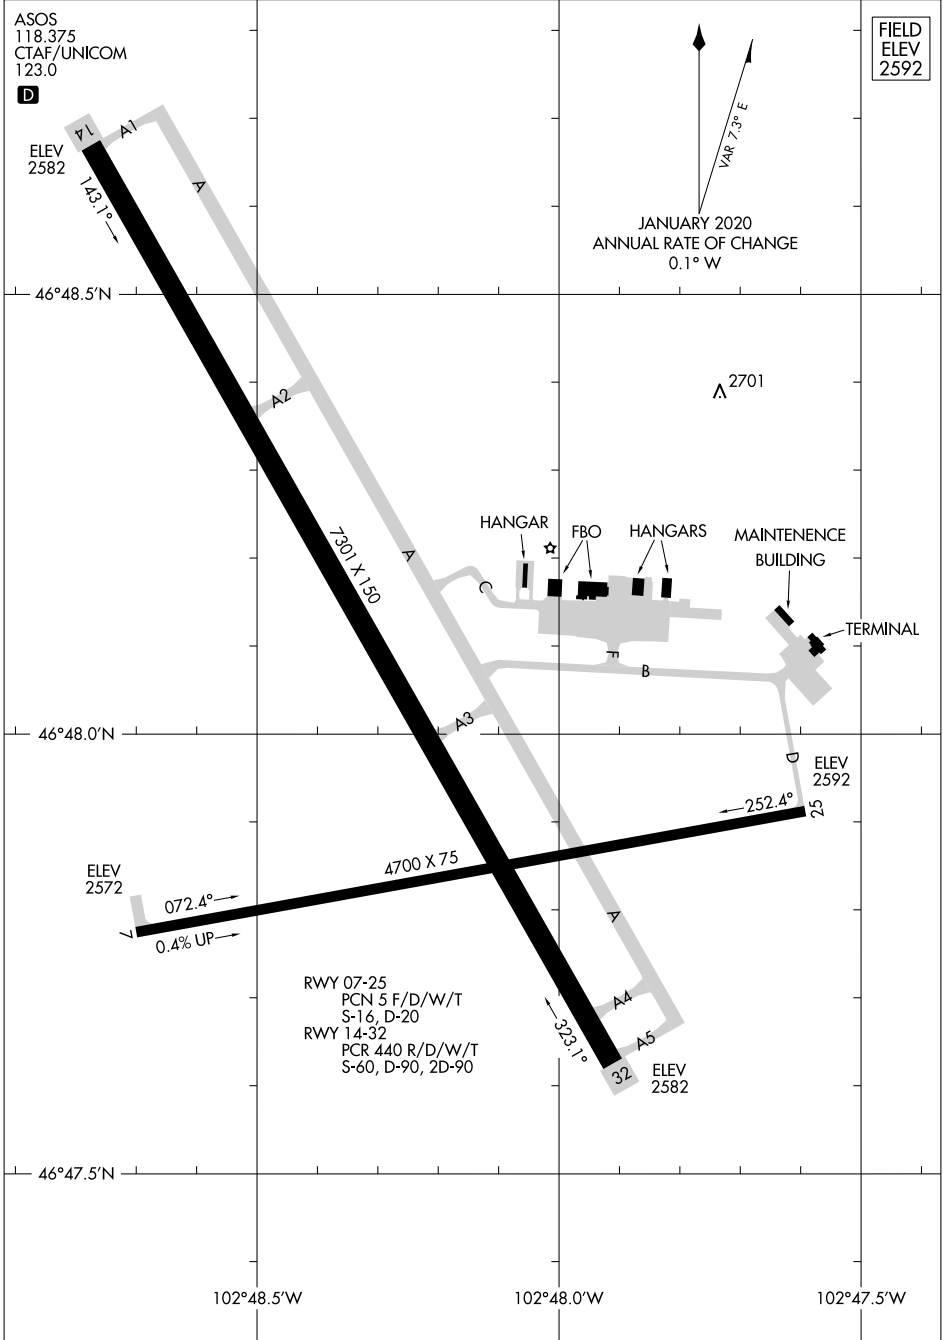 ASOS
118.375
CTAF/UNICOM
123.0
D
FIELD
ELEV
2592
VAR 7.3° E
JANUARY 2020
ANNUAL RATE OF CHANGE
0.1° W
14
A1
ELEV
2582
143.1°
A
46°48.5'N
2701
A2
7301 X 150
A
HANGAR
FBO
HANGARS
MAINTENENCE
BUILDING
C
TERMINAL
F
B
A3
46°48.0'N
D
ELEV
2592
252.4°
25
4700 X 75
ELEV
2572
072.4°
7
0.4% UP
A
RWY 07-25
PCN 5 F/D/W/T
S-16, D-20
RWY 14-32
PCR 440 R/D/W/T
S-60, D-90, 2D-90
A4
323.1°
A5
32
ELEV
2582
46°47.5'N
102°48.5'W
102°48.0'W
102°47.5'W